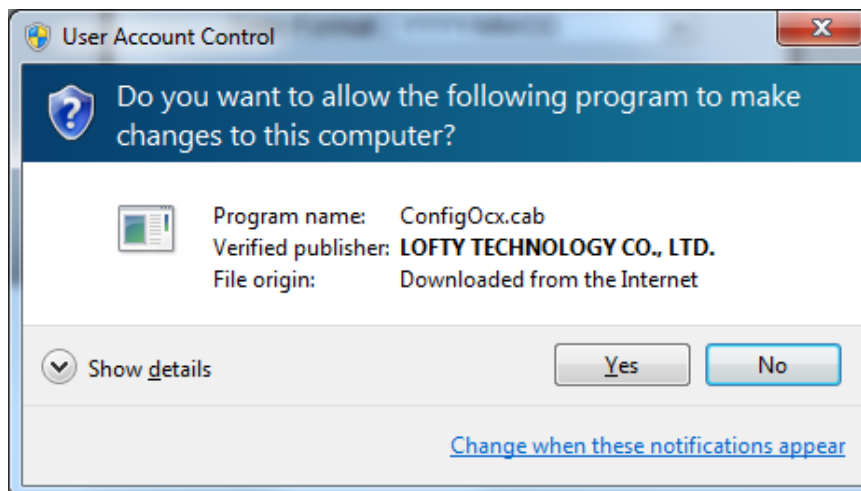 User Account Control
Do you want to allow the following program to make
changes to this computer?
Program name: ConfigOcx.cab
Verified publisher: LOFTY TECHNOLOGY CO., LTD.
File origin: Downloaded from the Internet
Show details
Yes
No
Change when these notifications appear